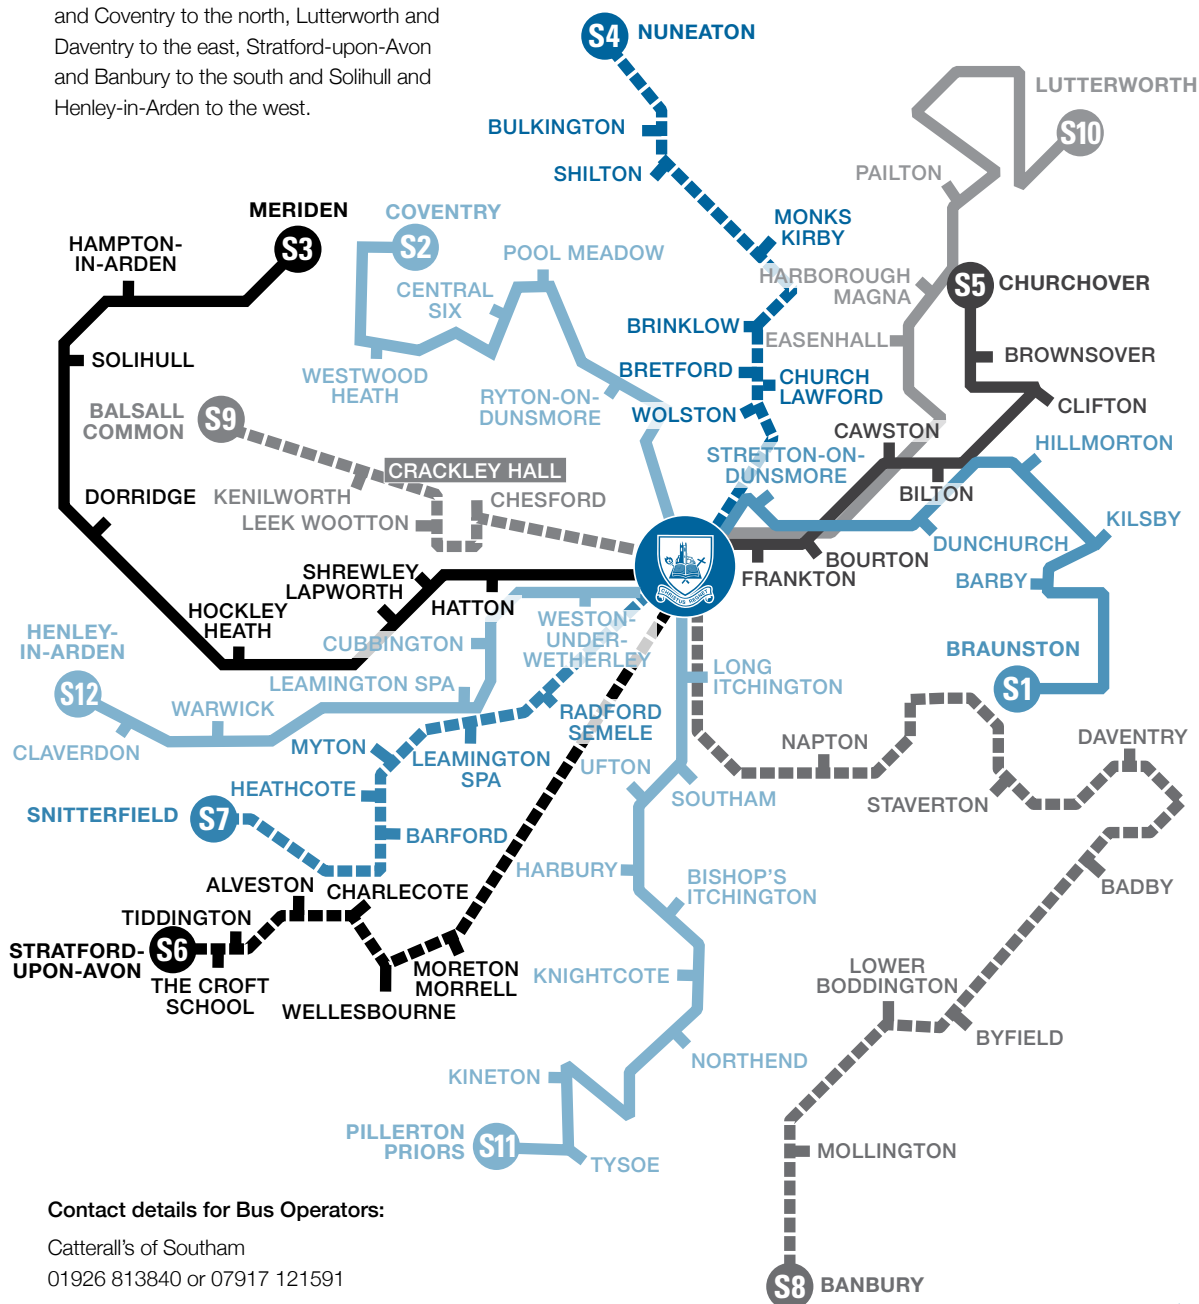 and Coventry to the north, Lutterworth and
Daventry to the east, Stratford-upon-Avon
and Banbury to the south and Solihull and
Henley-in-Arden to the west.
S4 NUNEATON
BULKINGTON
SHILTON
MONKS
KIRBY
BRINKLOW
BRETFORD
CHURCH
LAWFORD
WOLSTON
LUTTERWORTH
S10
PAILTON
HARBOROUGH
MAGNA
EASENHALL
S5 CHURCHOVER
BROWNSOVER
CLIFTON
CAWSTON
BILTON
BOURTON
FRANKTON
MERIDEN
S3
HAMPTON-
IN-ARDEN
SOLIHULL
DORRIDGE
HOCKLEY
HEATH
SHREWLEY
LAPWORTH
HATTON
COVENTRY
S2
POOL MEADOW
CENTRAL
SIX
WESTWOOD
HEATH
RYTON-ON-
DUNSMORE
BALSALL
COMMON
S9
CRACKLEY HALL
KENILWORTH
LEEK WOOTTON
CHESFORD
STRETTON-ON-
DUNSMORE
HILLMORTON
DUNCHURCH
KILSBY
BARBY
BRAUNSTON
S1
CHRISTUS REGNET
HENLEY-
IN-ARDEN
S12
CLAVERDON
WARWICK
LEAMINGTON SPA
CUBBINGTON
WESTON-
UNDER-
WETHERLEY
RADFORD
SEMELE
LEAMINGTON
SPA
MYTON
HEATHCOTE
BARFORD
SNITTERFIELD S7
LONG
ITCHINGTON
UFTON
SOUTHAM
HARBURY
BISHOP'S
ITCHINGTON
KNIGHTCOTE
NORTHEND
KINETON
TYSOE
PILLERTON
PRIORS
S11
NAPTON
STAVERTON
DAVENTRY
BADBY
BYFIELD
LOWER
BODDINGTON
MOLLINGTON
S8 BANBURY
ALVESTON
CHARLECOTE
TIDDINGTON
STRATFORD-
UPON-AVON
S6
THE CROFT
SCHOOL
WELLESBOURNE
MORETON
MORRELL
Contact details for Bus Operators:
Catterall's of Southam
01926 813840 or 07917 121591